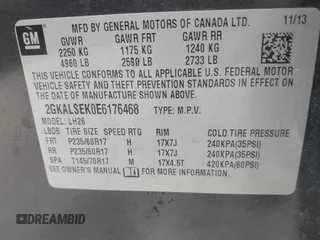 GM
MFD BY GENERAL MOTORS OF CANADA LTD. 11/13
GVWR GAWR FRT GAWR RR
2250 KG 1175 KG 1240 KG
4960 LB 2590 LB 2733 LB
THIS VEHICLE CONFORMS TO ALL APPLICABLE U.S. FEDERAL MOTOR
VEHICLE SAFETY AND THEFT PREVENTION STANDARDS IN EFFECT ON
THE DATE OF MANUFACTURE SHOWN ABOVE.
2GKALSEK0E6176468 TYPE: M.P.V.
MODEL: LH26
LB25D TIRE SIZE SPEED RTG RIM COLD TIRE PRESSURE
FRT P235/60R17 H 17X7J 240KPA(35PSI)
RR P235/60R17 H 17X7J 240KPA(35PSI)
SPA T145/70R17 M 17X4.5T 420KPA(60PSI)
SEE OWNER'S MANUAL FOR ADDITIONAL INFORMATION.
© BIDHISTORY